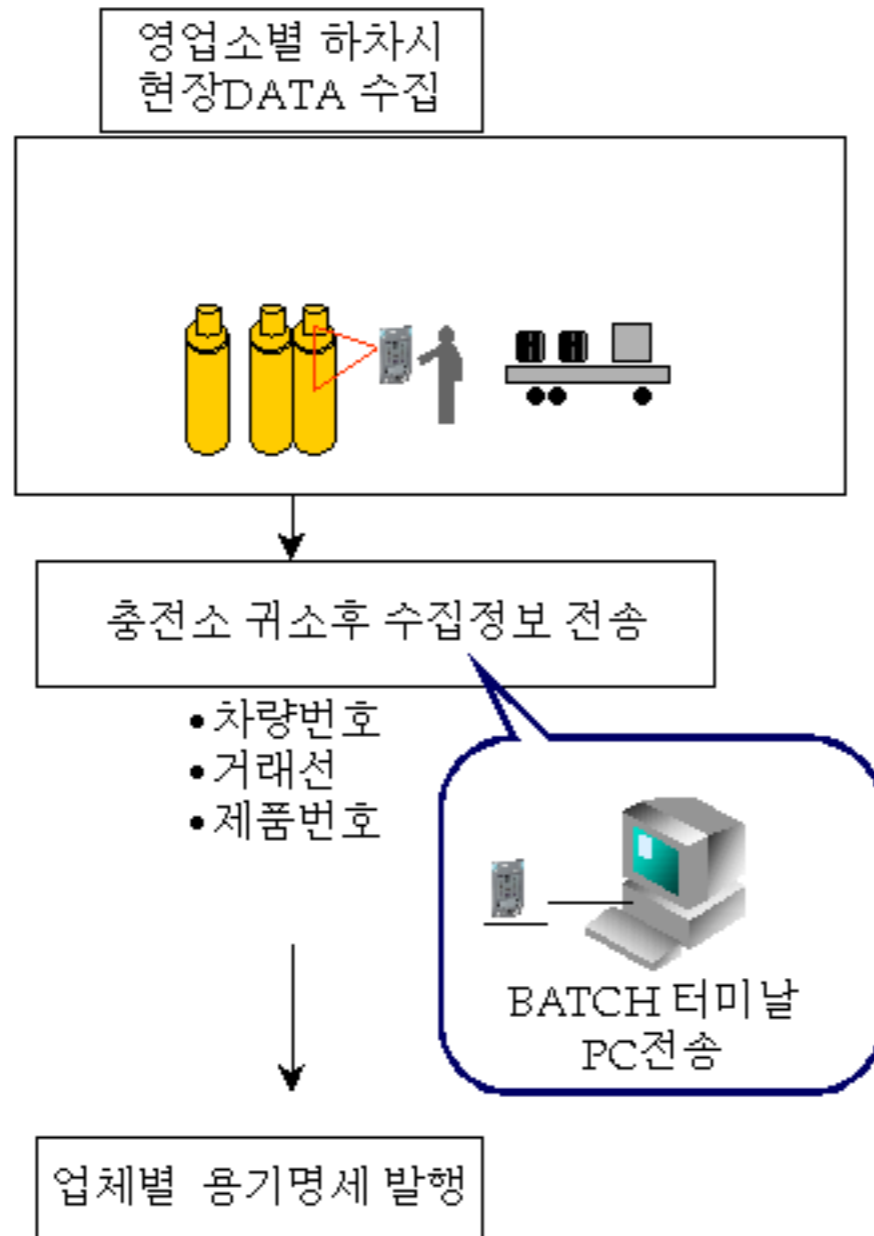 영업소별 하차시
현장DATA 수집
충전소 귀소후 수집정보 전송
•차량번호
•거래선
•제품번호
BATCH 터미날
PC전송
업체별 용기명세 발행